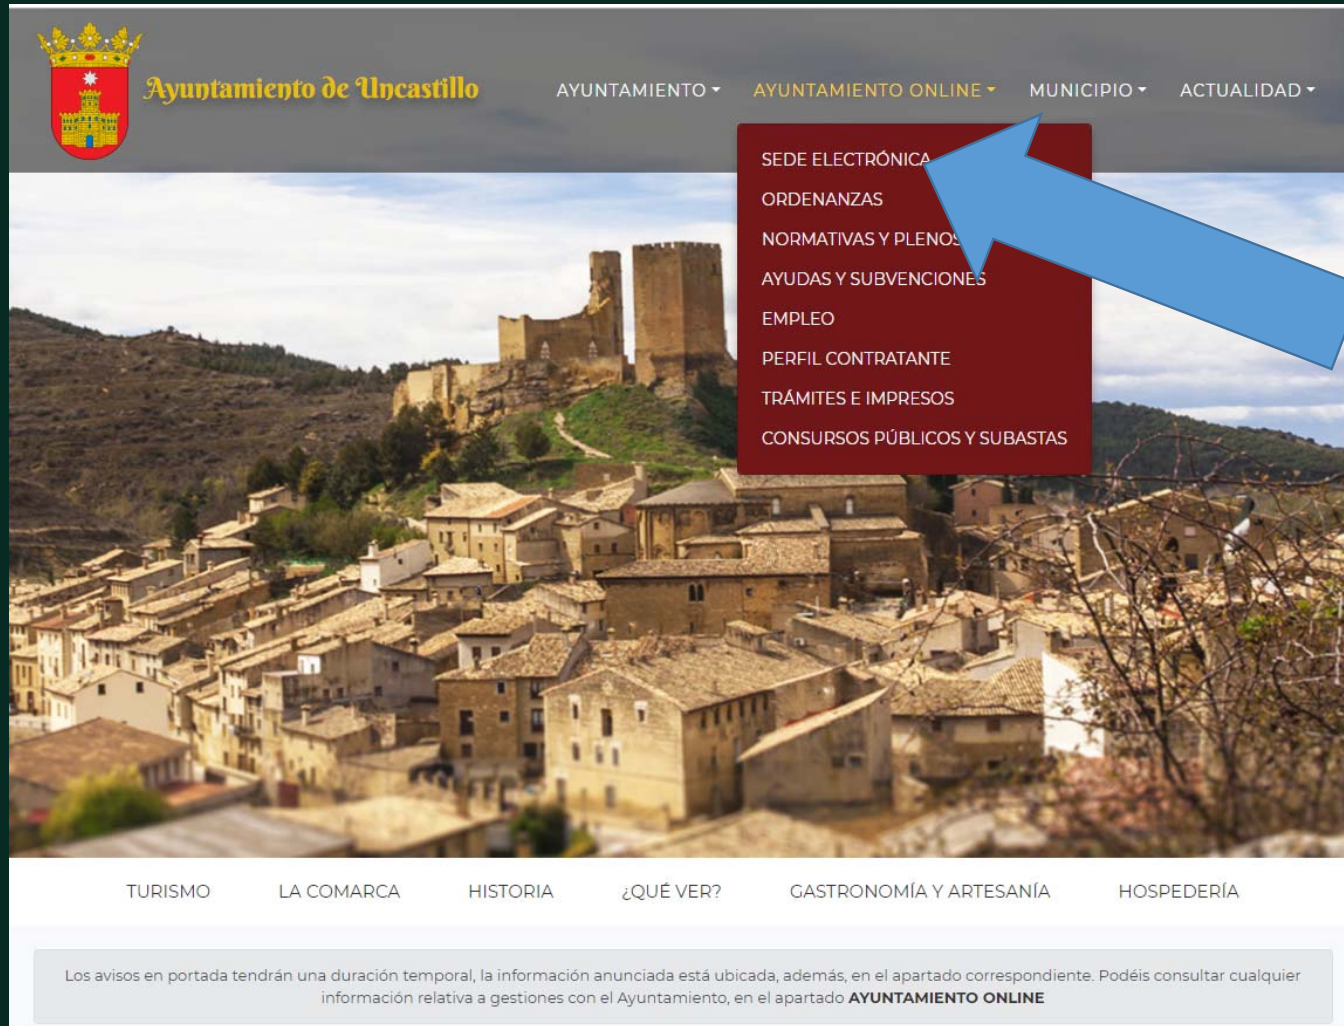 Ayuntamiento de Uncastillo
AYUNTAMIENTO
AYUNTAMIENTO ONLINE
MUNICIPIO
ACTUALIDAD
SEDE ELECTRÓNICA
ORDENANZAS
NORMATIVAS Y PLENOS
AYUDAS Y SUBVENCIONES
EMPLEO
PERFIL CONTRATANTE
TRÁMITES E IMPRESOS
CONSURSOS PÚBLICOS Y SUBASTAS
TURISMO
LA COMARCA
HISTORIA
¿QUÉ VER?
GASTRONOMÍA Y ARTESANÍA
HOSPEDERÍA
Los avisos en portada tendrán una duración temporal, la información anunciada está ubicada, además, en el apartado correspondiente. Podéis consultar cualquier
información relativa a gestiones con el Ayuntamiento, en el apartado AYUNTAMIENTO ONLINE